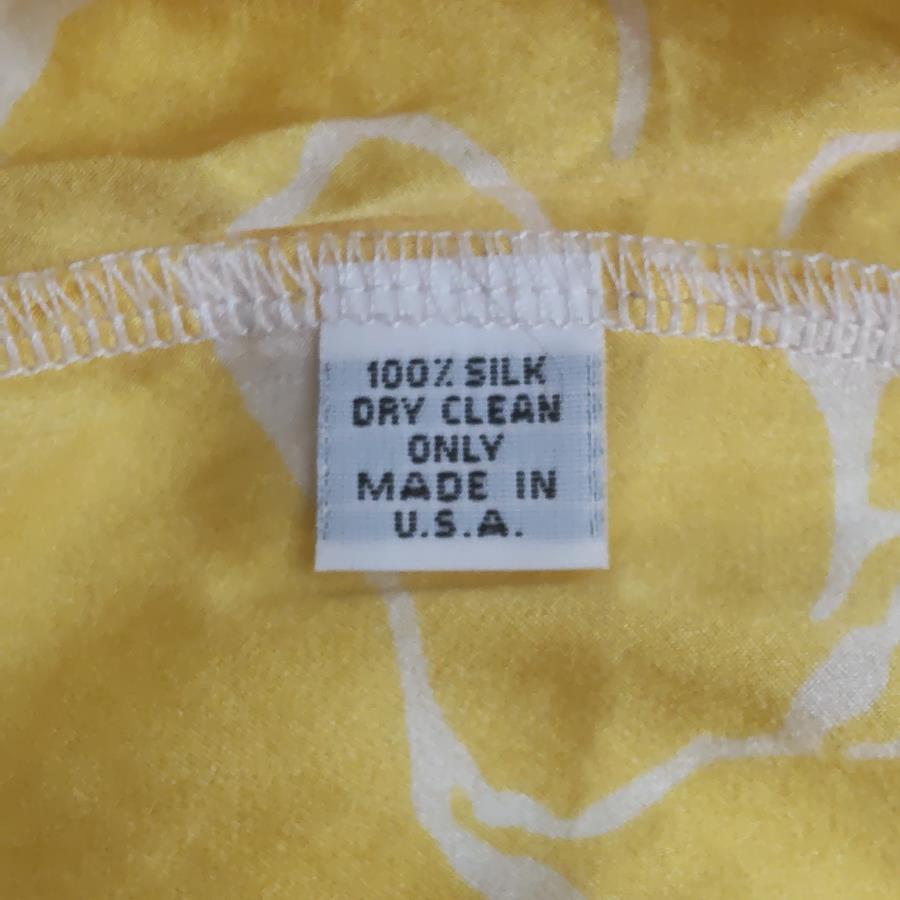 100% SILK
DRY CLEAN
ONLY
MADE IN
U.S.A.